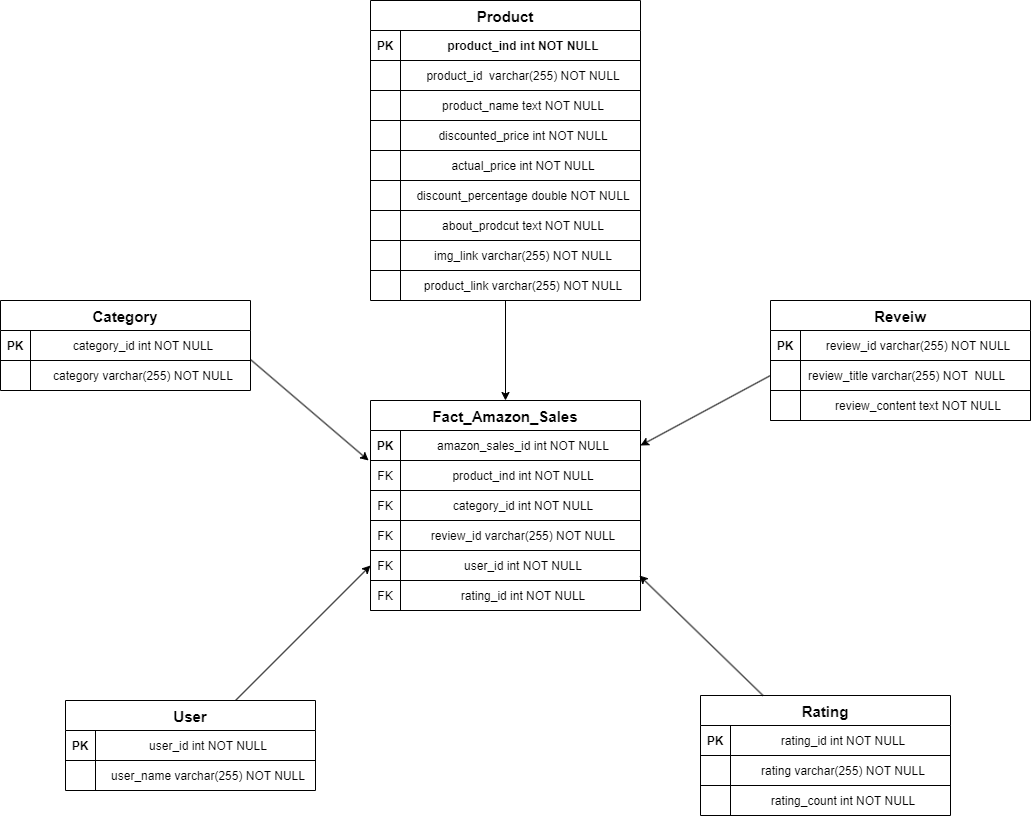 Product
PK product_ind int NOT NULL
product_id varchar(255) NOT NULL
product_name text NOT NULL
discounted_price int NOT NULL
actual_price int NOT NULL
discount_percentage double NOT NULL
about_prodcut text NOT NULL
img_link varchar(255) NOT NULL
product_link varchar(255) NOT NULL
Category
PK category_id int NOT NULL
category varchar(255) NOT NULL
Reveiw
PK review_id varchar(255) NOT NULL
review_title varchar(255) NOT NULL
review_content text NOT NULL
Fact_Amazon_Sales
PK amazon_sales_id int NOT NULL
FK product_ind int NOT NULL
FK category_id int NOT NULL
FK review_id varchar(255) NOT NULL
FK user_id int NOT NULL
FK rating_id int NOT NULL
User
PK user_id int NOT NULL
user_name varchar(255) NOT NULL
Rating
PK rating_id int NOT NULL
rating varchar(255) NOT NULL
rating_count int NOT NULL